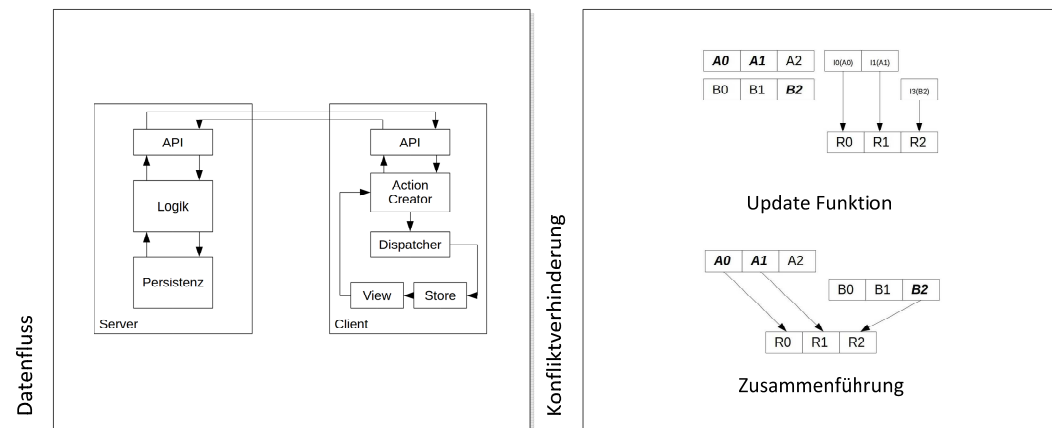 Datenfluss
API
Logik
Persistenz
Server
API
Action
Creator
Dispatcher
View
Store
Client
Konfliktverhinderung
A0 A1 A2
I0(A0) I1(A1)
B0 B1 B2
I3(B2)
R0 R1 R2
Update Funktion
A0 A1 A2
B0 B1 B2
R0 R1 R2
Zusammenführung